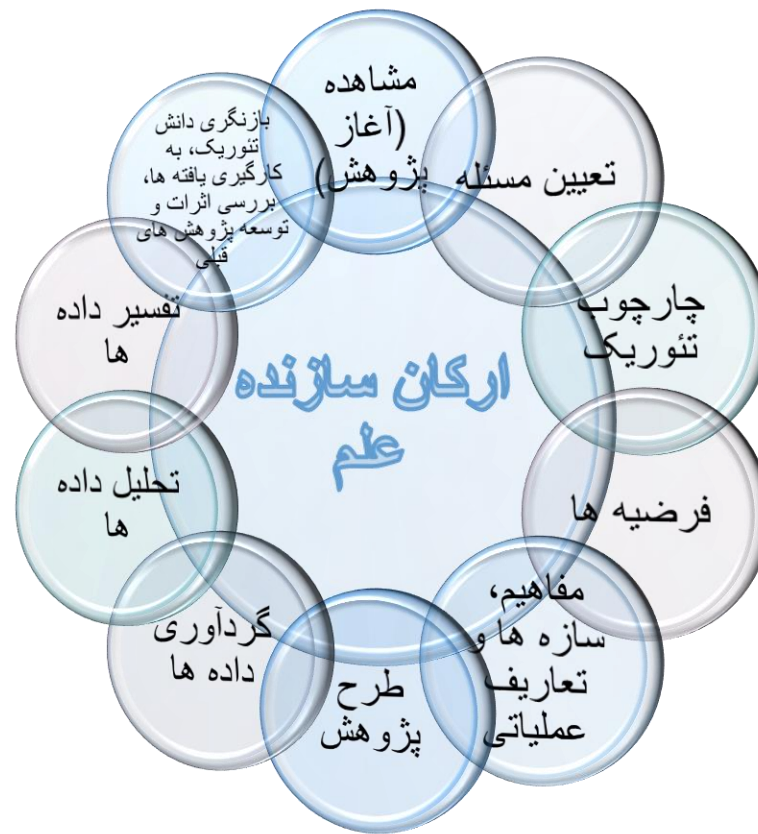 ارکان سازنده
علم
مشاهده
(آغاز
پژوهش)
تعیین مسئله
چارچوب
تئوریک
فرضیه ها
مفاهیم،
سازه ها و
تعاریف
عملیاتی
طرح
پژوهش
گردآوری
داده ها
تحلیل داده
ها
تفسیر داده
ها
بازنگری دانش
تئوریک، به
کارگیری یافته ها،
بررسی اثرات و
توسعه پژوهش های
قبلی